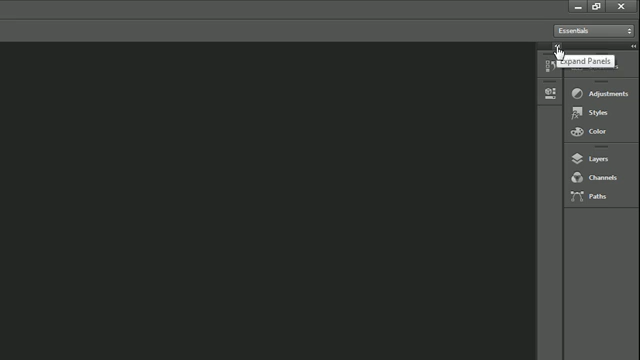 Essentials
Expand Panels
Adjustments
Styles
Color
Layers
Channels
Paths